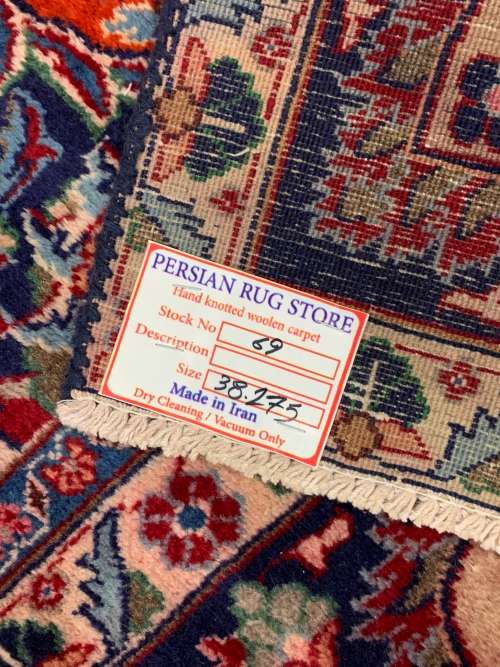 PERSIAN RUG STORE
Hand knotted woolen carpet
Stock No 69
Description
Size 38.275
Made in Iran
Dry Cleaning / Vacuum Only